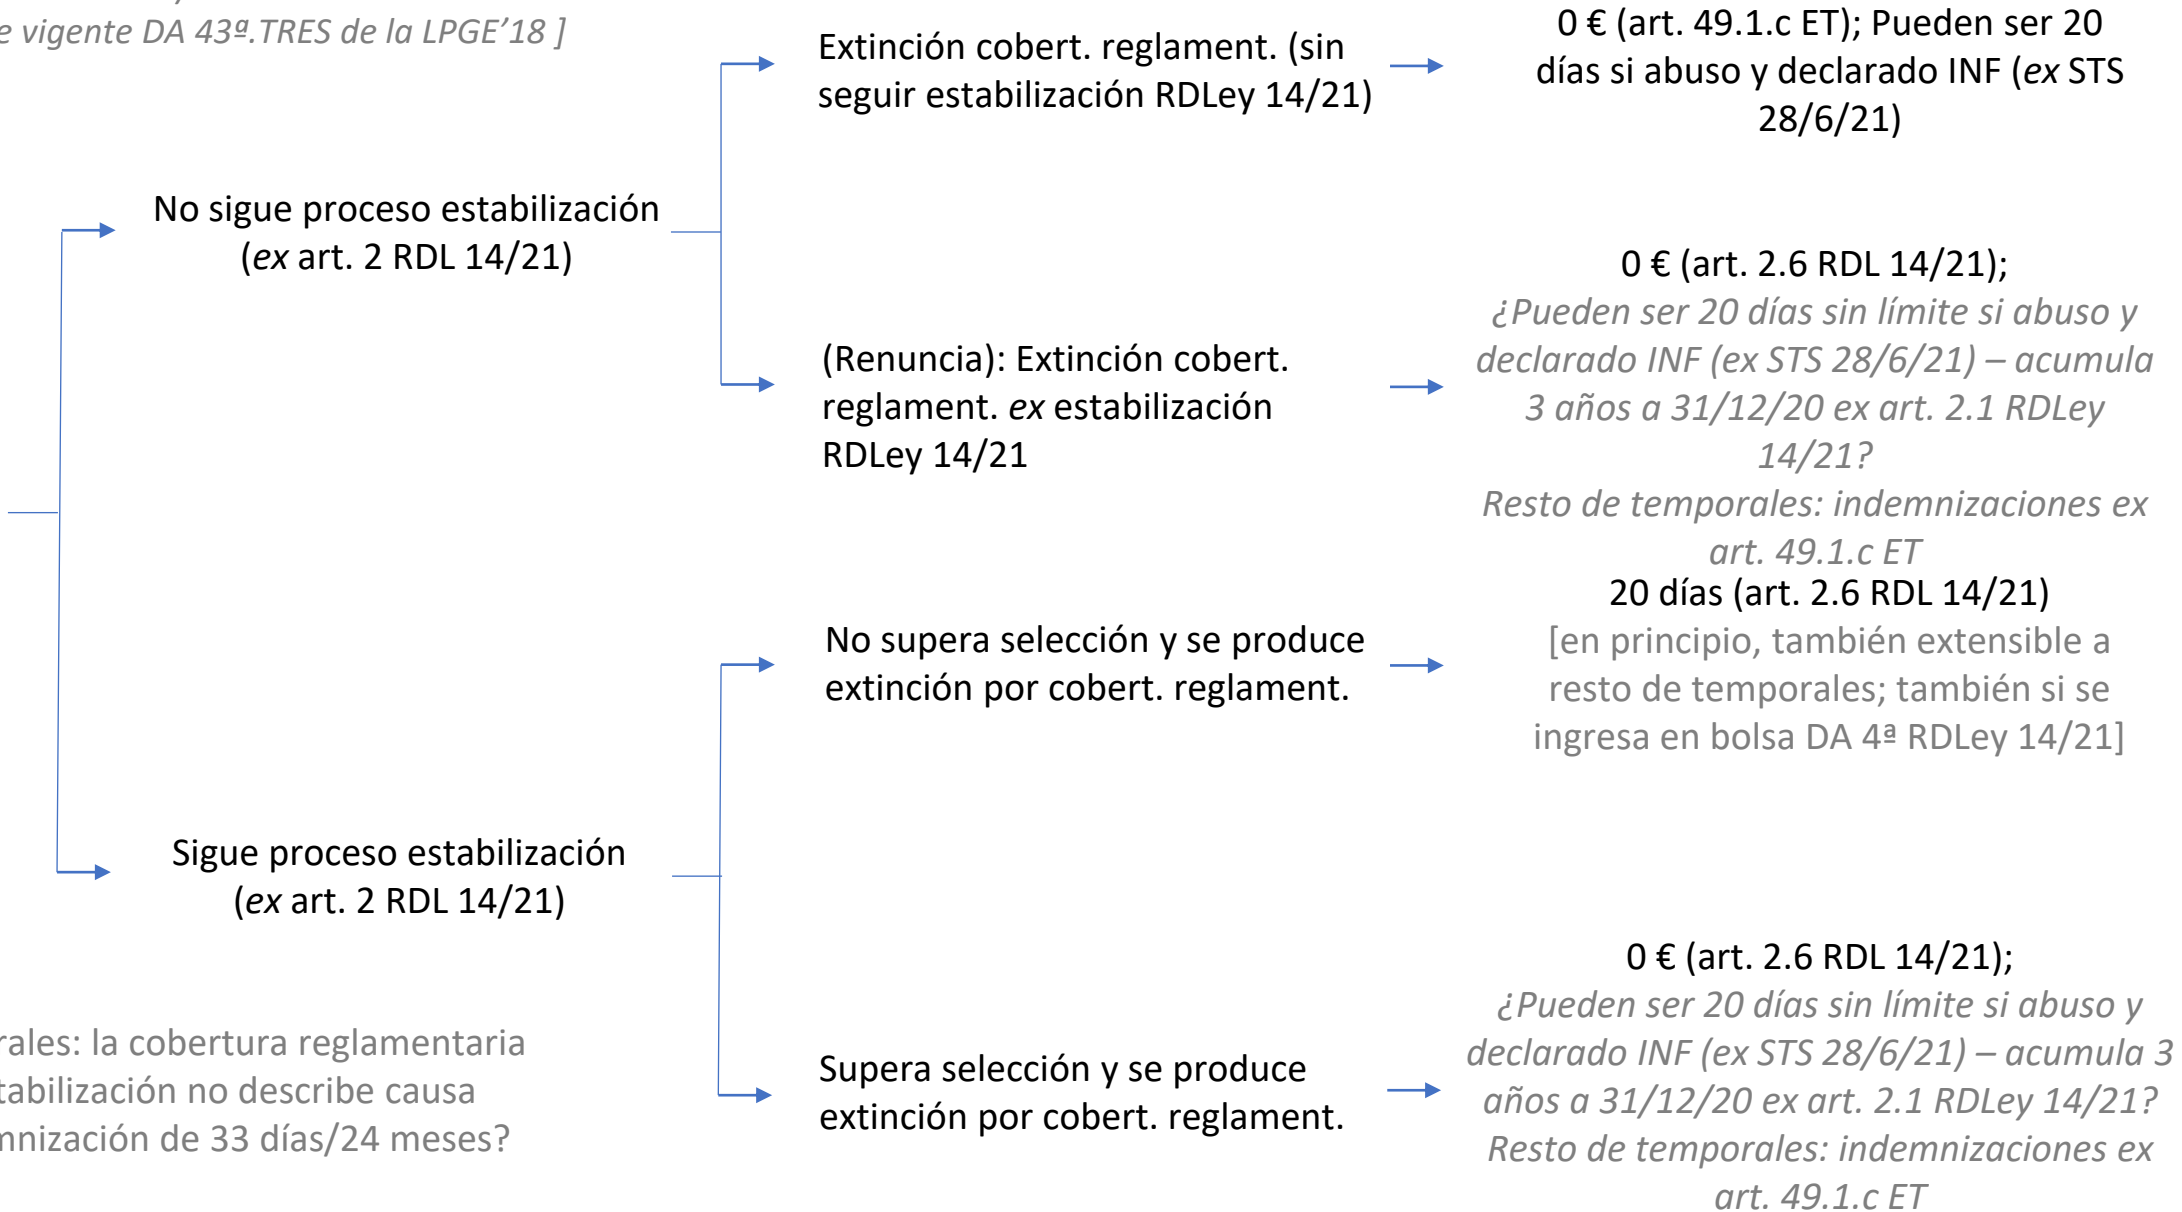 e vigente DA 43ª.TRES de la LPGE’18 ]
Extinción cobert. reglament. (sin
seguir estabilización RDLey 14/21)
0 € (art. 49.1.c ET); Pueden ser 20
días si abuso y declarado INF (ex STS
28/6/21)
No sigue proceso estabilización
(ex art. 2 RDL 14/21)
(Renuncia): Extinción cobert.
reglament. ex estabilización
RDLey 14/21
0 € (art. 2.6 RDL 14/21);
¿Pueden ser 20 días sin límite si abuso y
declarado INF (ex STS 28/6/21) – acumula
3 años a 31/12/20 ex art. 2.1 RDLey
14/21?
Resto de temporales: indemnizaciones ex
art. 49.1.c ET
No supera selección y se produce
extinción por cobert. reglament.
20 días (art. 2.6 RDL 14/21)
[en principio, también extensible a
resto de temporales; también si se
ingresa en bolsa DA 4ª RDLey 14/21]
Sigue proceso estabilización
(ex art. 2 RDL 14/21)
Supera selección y se produce
extinción por cobert. reglament.
0 € (art. 2.6 RDL 14/21);
¿Pueden ser 20 días sin límite si abuso y
declarado INF (ex STS 28/6/21) – acumula 3
años a 31/12/20 ex art. 2.1 RDLey 14/21?
Resto de temporales: indemnizaciones ex
art. 49.1.c ET
rales: la cobertura reglamentaria
tabilización no describe causa
mnización de 33 días/24 meses?